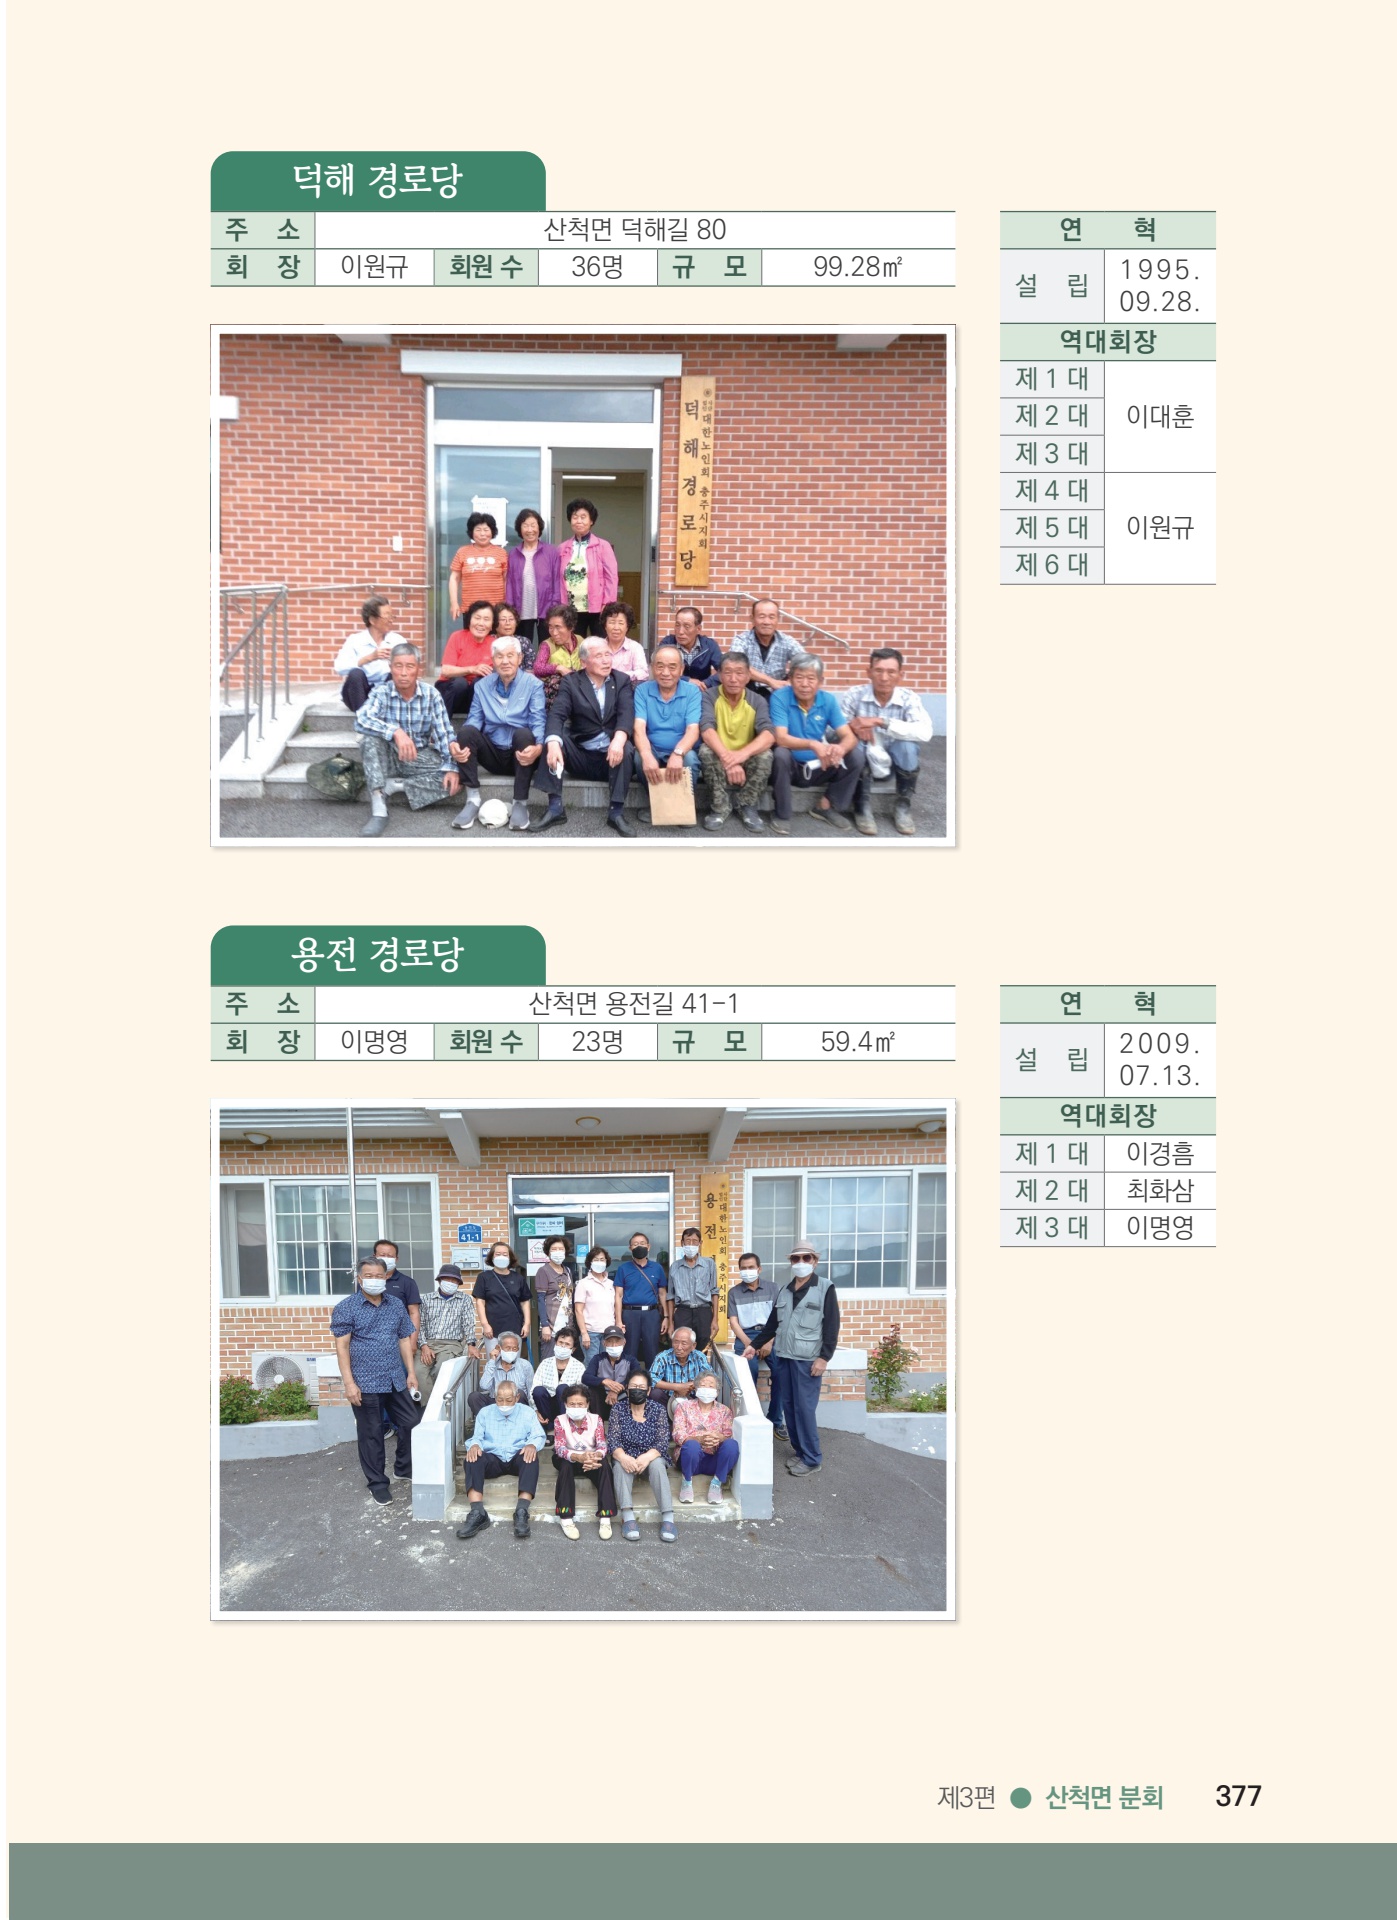 덕해 경로당
주 소 산척면 덕해길 80
회 장 이원규 회원 수 36명 규 모 99.28㎡
연 혁
설 립 1995. 09.28.
역대회장
제 1 대
제 2 대 이대훈
제 3 대
제 4 대
제 5 대 이원규
제 6 대
대한노인회 충주시지회
덕해경로당
용전 경로당
주 소 산척면 용전길 41-1
회 장 이명영 회원 수 23명 규 모 59.4㎡
연 혁
설 립 2009. 07.13.
역대회장
제 1 대 이경흠
제 2 대 최화삼
제 3 대 이명영
대한노인회 충주시지회
용전
41-1
제3편 ● 산척면 분회 377